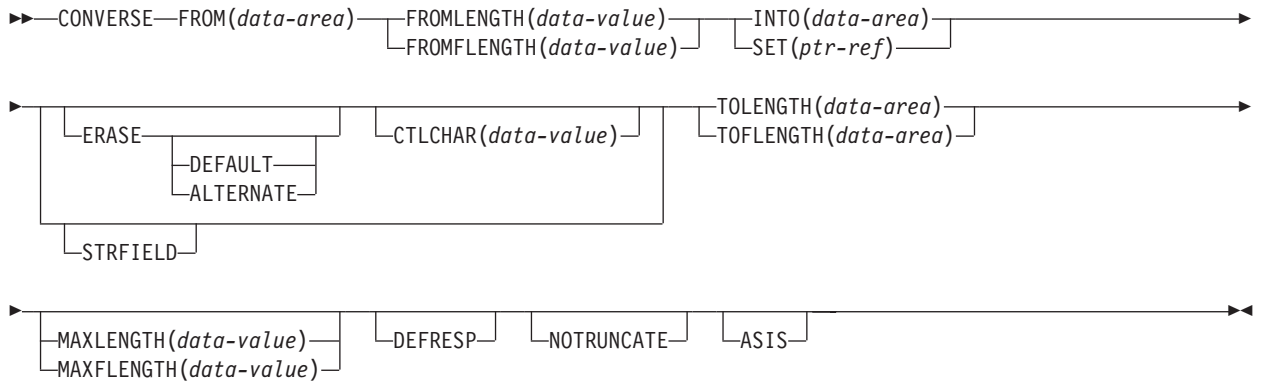 CONVERSE FROM(data-area) FROMLENGTH(data-value) INTO(data-area)
FROMFLENGTH(data-value) SET(ptr-ref)
TOLENGTH(data-area)
ERASE CTLCHAR(data-value) TOFLENGTH(data-area)
DEFAULT
ALTERNATE
STRFIELD
MAXLENGTH(data-value) DEFRESP NOTRUNCATE ASIS
MAXFLENGTH(data-value)